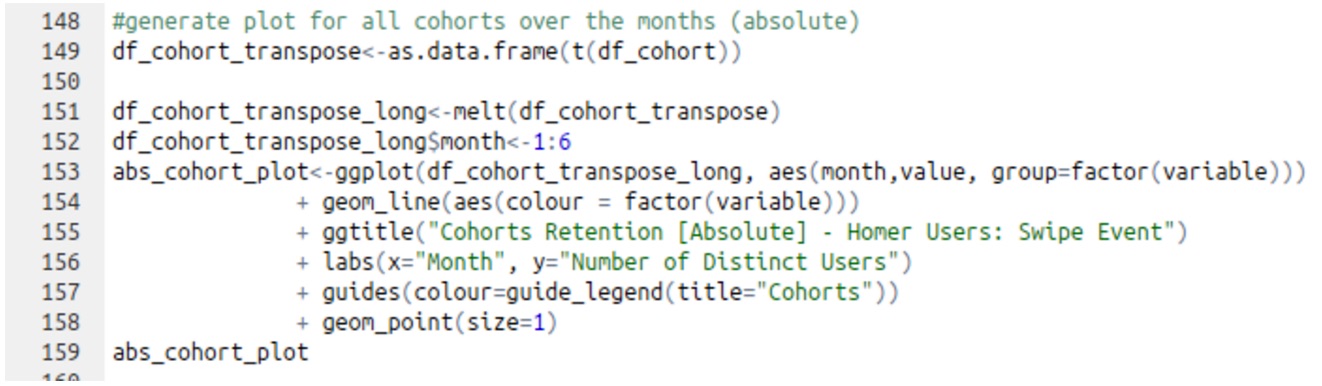 148 #generate plot for all cohorts over the months (absolute)
149 df_cohort_transpose<-as.data.frame(t(df_cohort))
150
151 df_cohort_transpose_long<-melt(df_cohort_transpose)
152 df_cohort_transpose_long$month<-1:6
153 abs_cohort_plot<-ggplot(df_cohort_transpose_long, aes(month,value, group=factor(variable)))
154 + geom_line(aes(colour = factor(variable)))
155 + ggtitle("Cohorts Retention [Absolute] - Homer Users: Swipe Event")
156 + labs(x="Month", y="Number of Distinct Users")
157 + guides(colour=guide_legend(title="Cohorts"))
158 + geom_point(size=1)
159 abs_cohort_plot
160